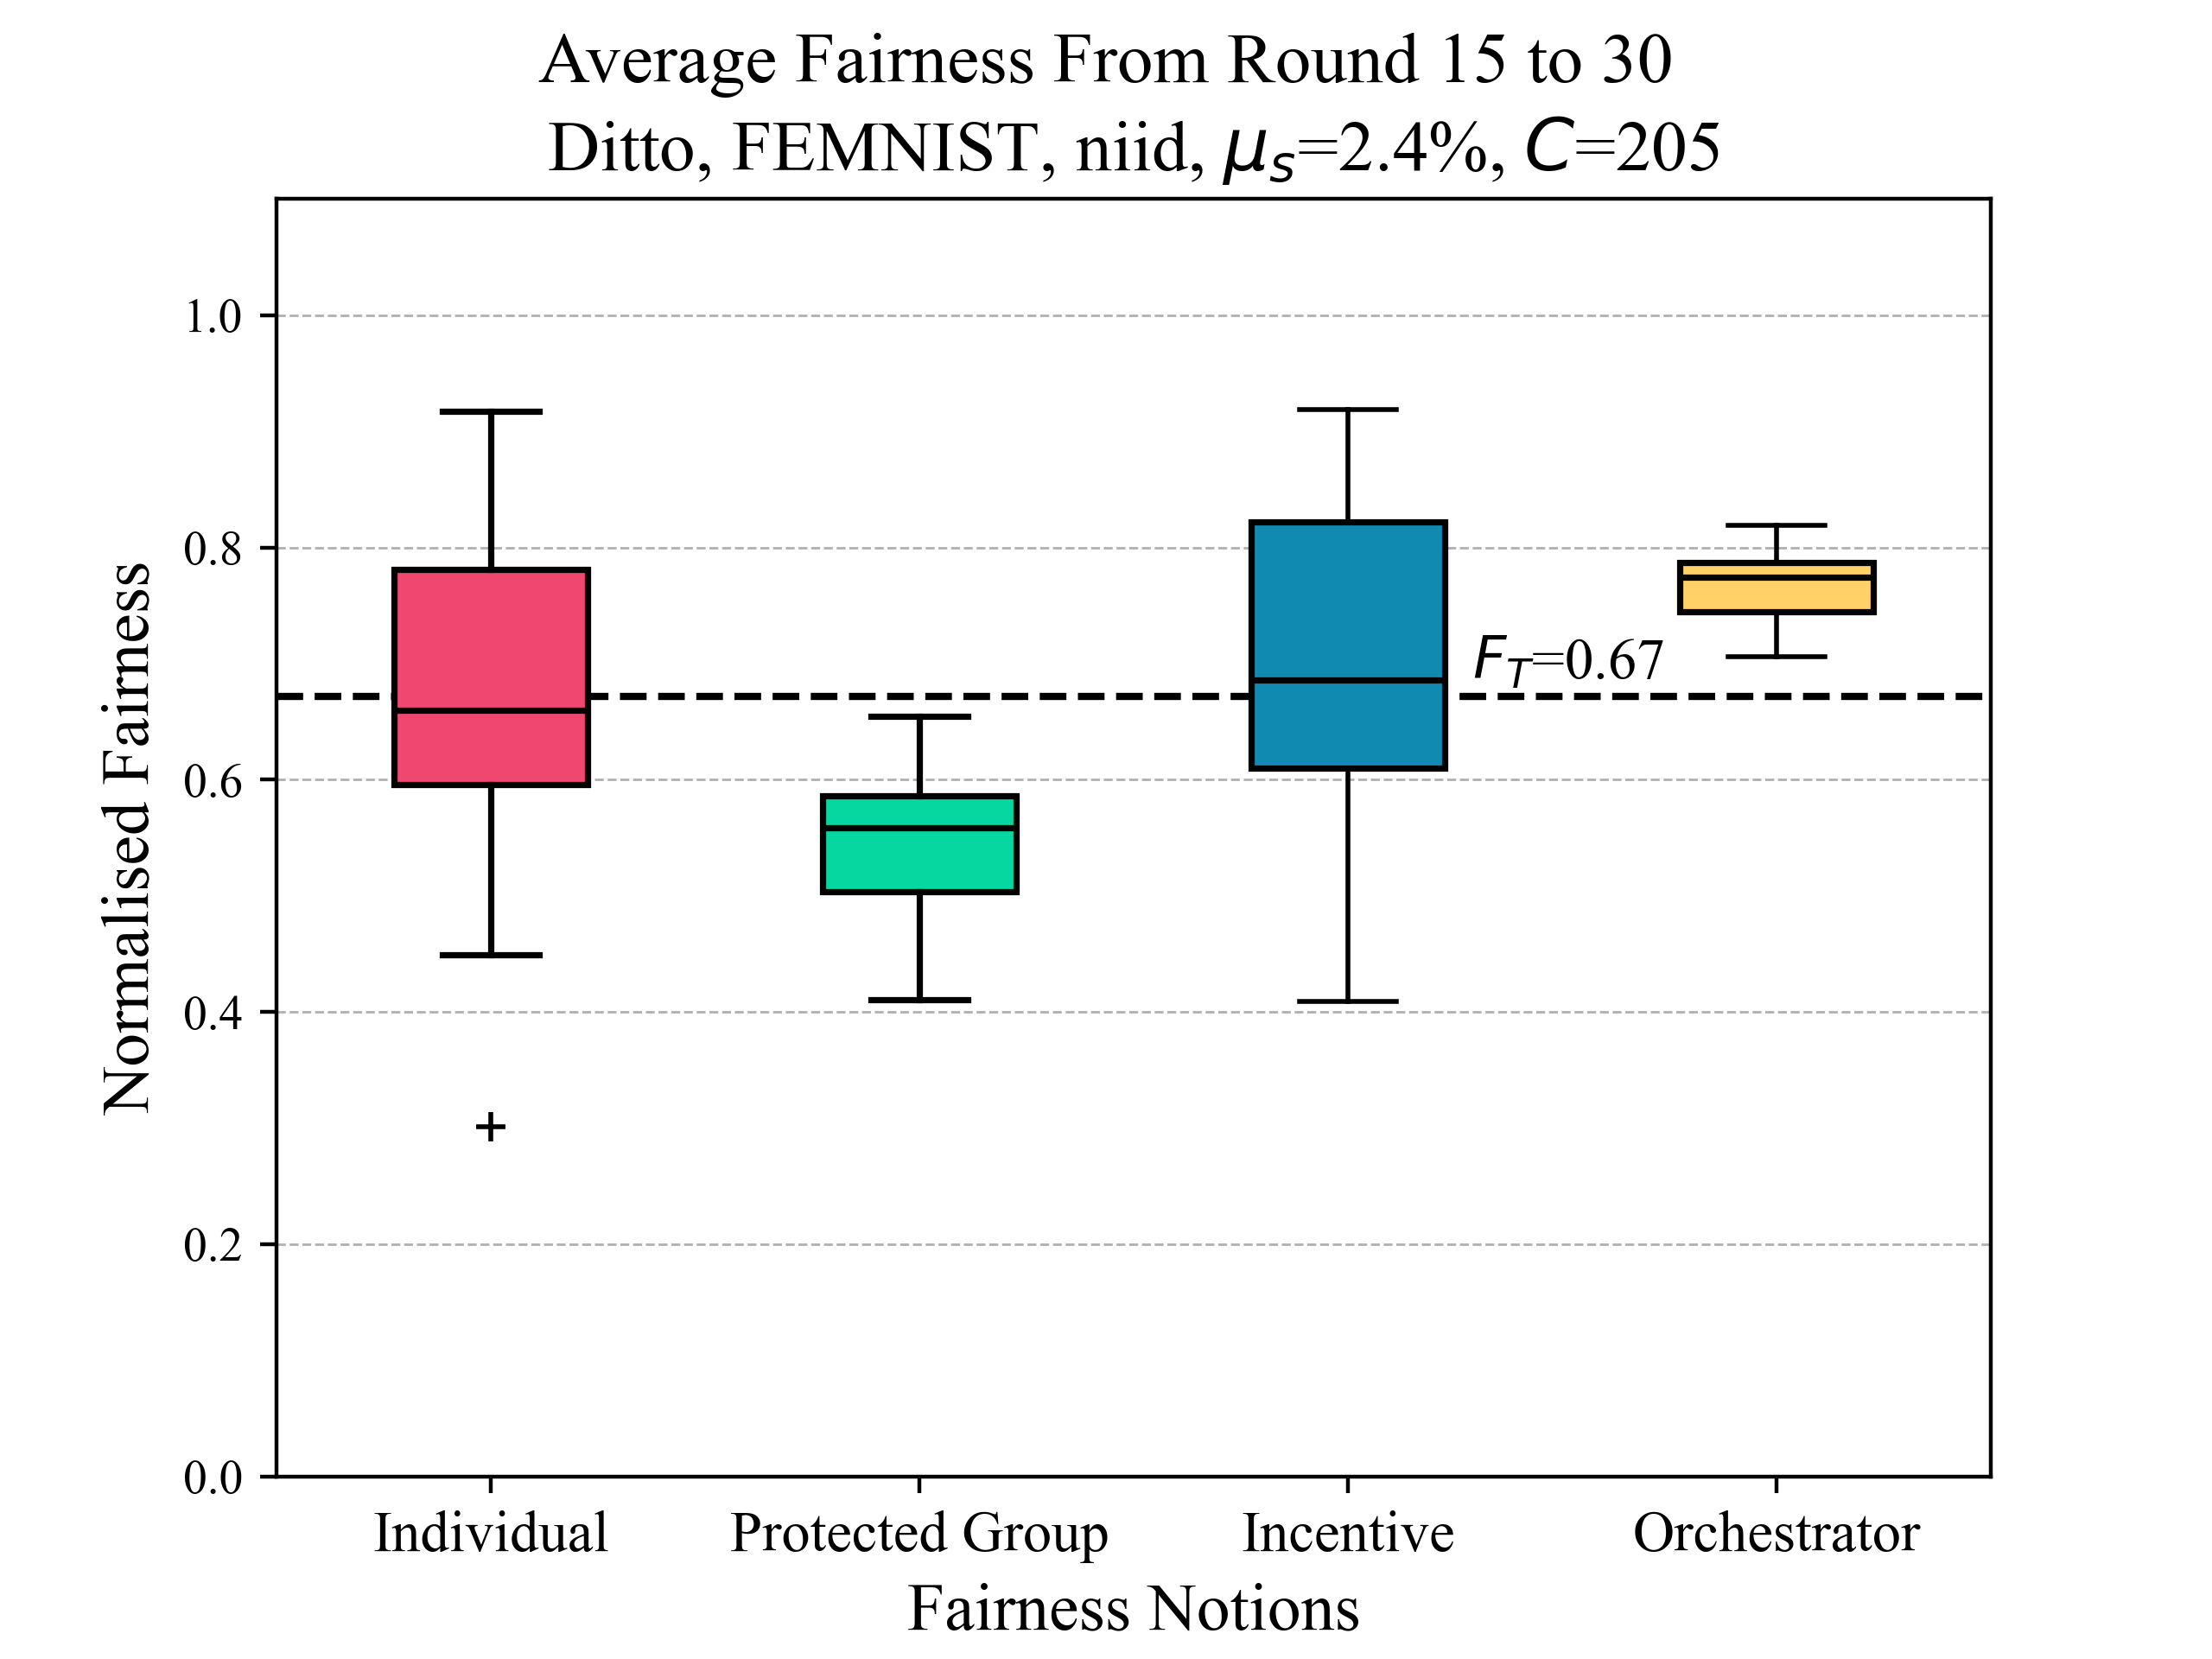 Average Fairness From Round 15 to 30
Ditto, FEMNIST, niid, μs=2.4%, C=205
Normalised Fairness
1.0
0.8
0.6
0.4
0.2
0.0
FT=0.67
Individual
Protected Group
Incentive
Orchestrator
Fairness Notions